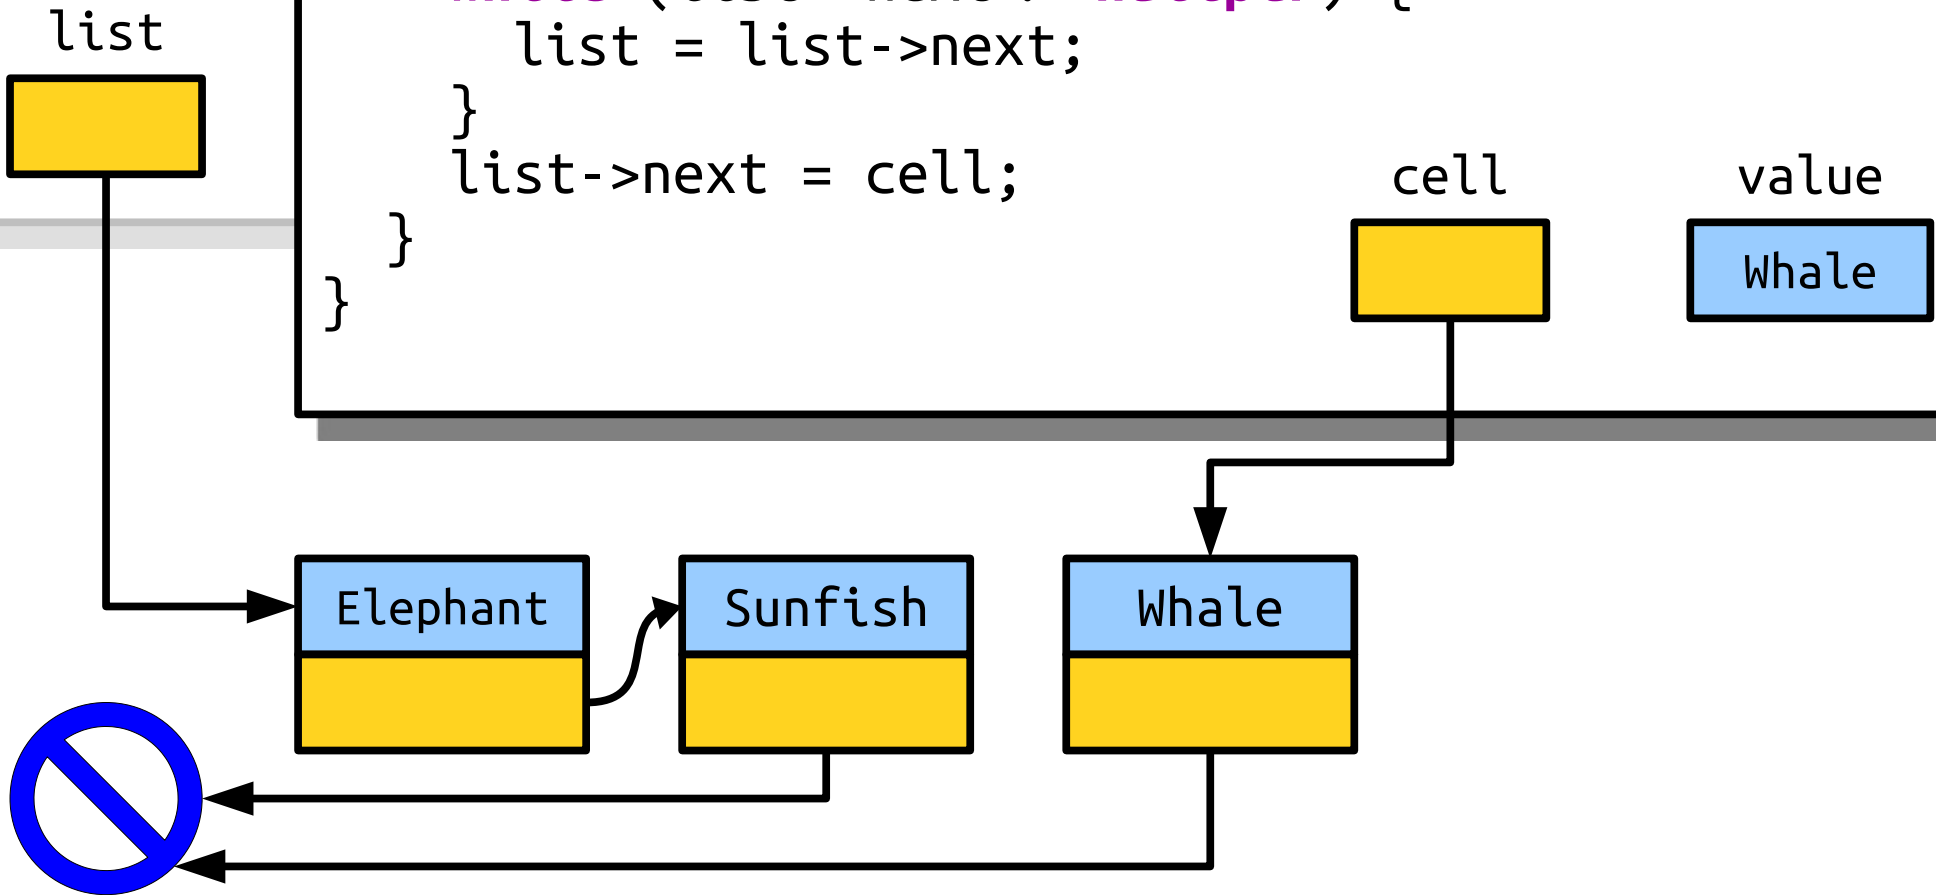 list
list = list->next;
}
list->next = cell;
}
}
cell
value
Whale
Elephant
Sunfish
Whale